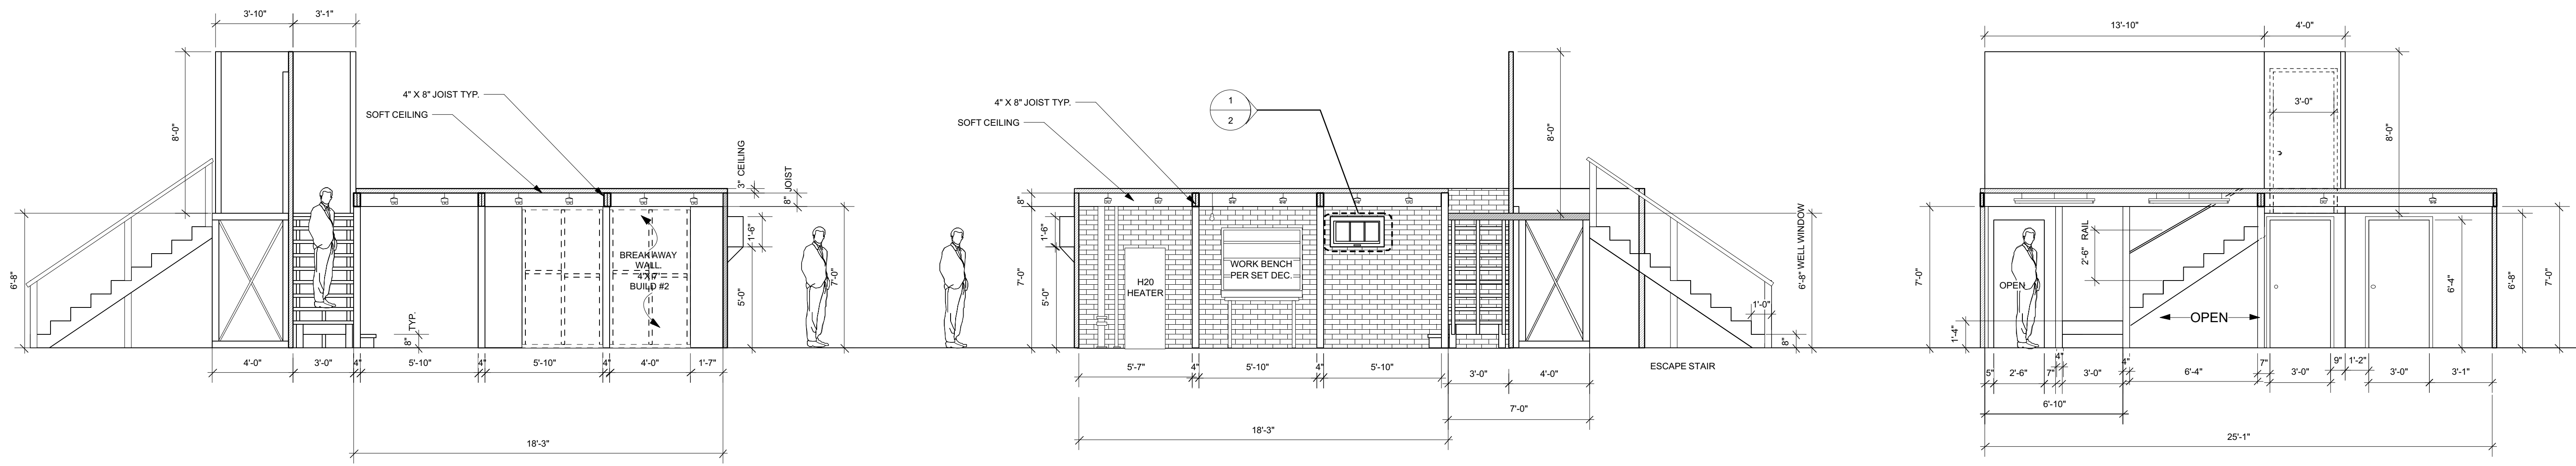 3'-10"
3'-1"
8'-0"
4" X 8" JOIST TYP.
SOFT CEILING
3" CEILING
8" JOIST
6'-8"
BREAK AWAY
WALL.
4'X 7'
BUILD #2
1'-6"
5'-0"
7'-0"
8" TYP.
4'-0"
3'-0"
4"
5'-10"
4"
5'-10"
4"
4'-0"
1'-7"
18'-3"
4" X 8" JOIST TYP.
SOFT CEILING
1
2
8'-0"
8"
1'-6"
7'-0"
5'-0"
H20
HEATER
WORK BENCH
PER SET DEC.
6'-8" WELL WINDOW
1'-0"
8"
ESCAPE STAIR
5'-7"
4"
5'-10"
4"
5'-10"
3'-0"
4'-0"
7'-0"
18'-3"
13'-10"
4'-0"
3'-0"
8'-0"
7'-0"
2'-6" RAIL
OPEN
OPEN
1'-4"
6'-4"
6'-8"
7'-0"
5"
2'-6"
7"
4"
3'-0"
4"
6'-4"
7"
3'-0"
9"
1'-2"
3'-0"
3'-1"
6'-10"
25'-1"